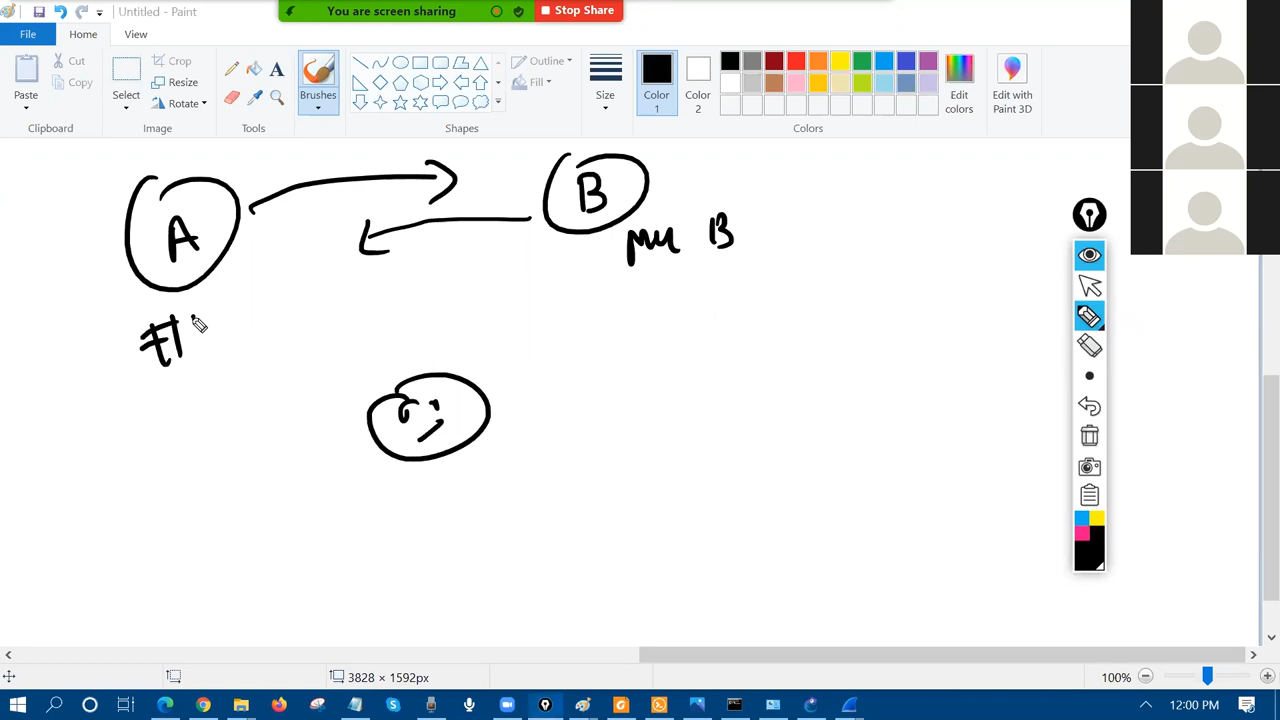 Untitled - Paint
You are screen sharing
Stop Share
File
Home
View
Paste
Cut
Copy
Clipboard
Select
Crop
Resize
Rotate
Image
Tools
Brushes
Shapes
Outline
Fill
Size
Color 1
Color 2
Edit colors
Edit with Paint 3D
Colors
A
B
B
3828 × 1592px
100%
12:00 PM